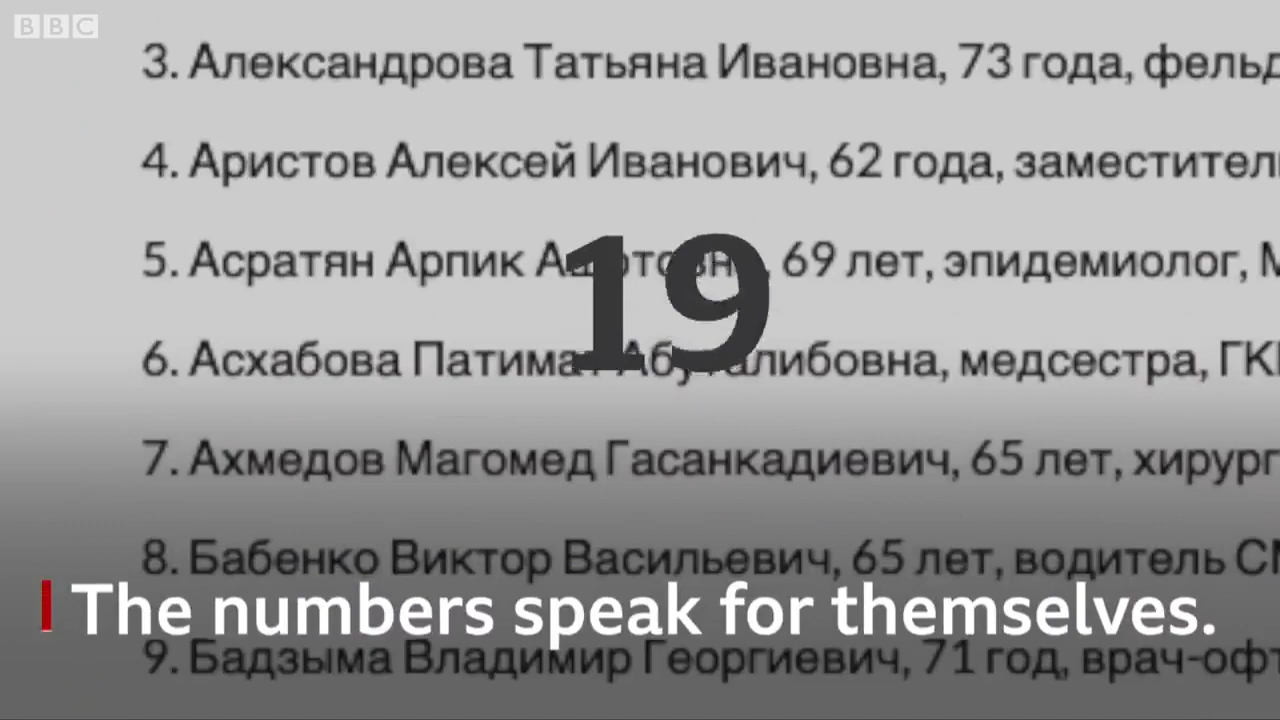 BBC
3. Александрова Татьяна Ивановна, 73 года,
4. Аристов Алексей Иванович, 62 года,
5. Асратян Арпик 69 лет, эпидемиолог,
19
6. Асхабова медсестра,
7. Ахмедов Магомед Гасанкадиевич, 65 лет, хирург
8. Бабенко Виктор Васильевич, 65 лет, водитель
The numbers speak for themselves.
9. Бадзыма Владимир Георгиевич, 71 год,